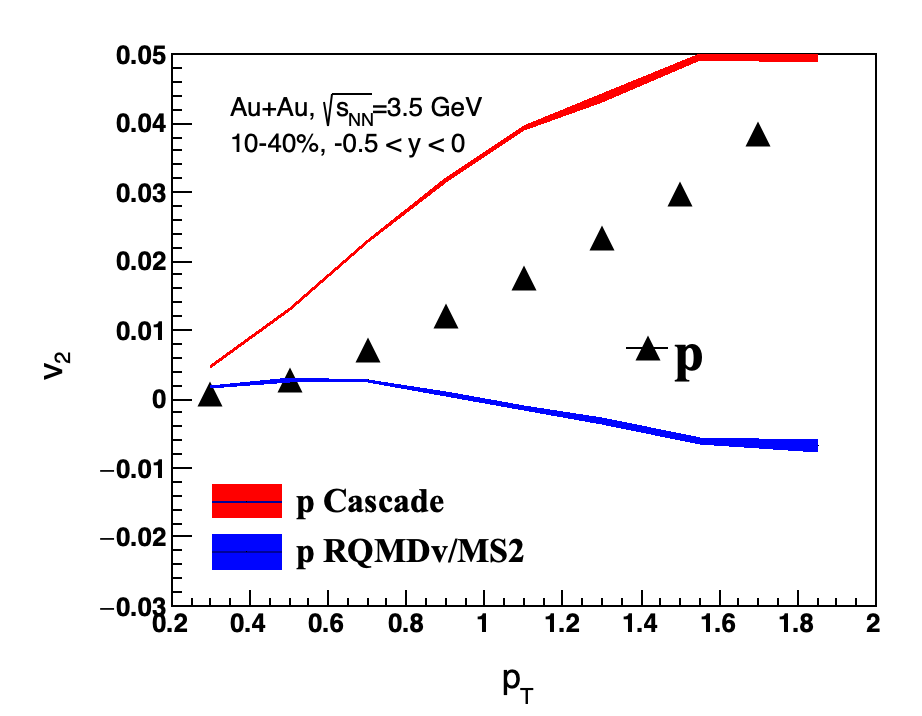 0.05
0.04
0.03
0.02
0.01
0
−0.01
−0.02
−0.03
v2
Au+Au, √sNN=3.5 GeV
10-40%, -0.5 < y < 0
p
p Cascade
p RQMDv/MS2
0.2 0.4 0.6 0.8 1 1.2 1.4 1.6 1.8 2
pT